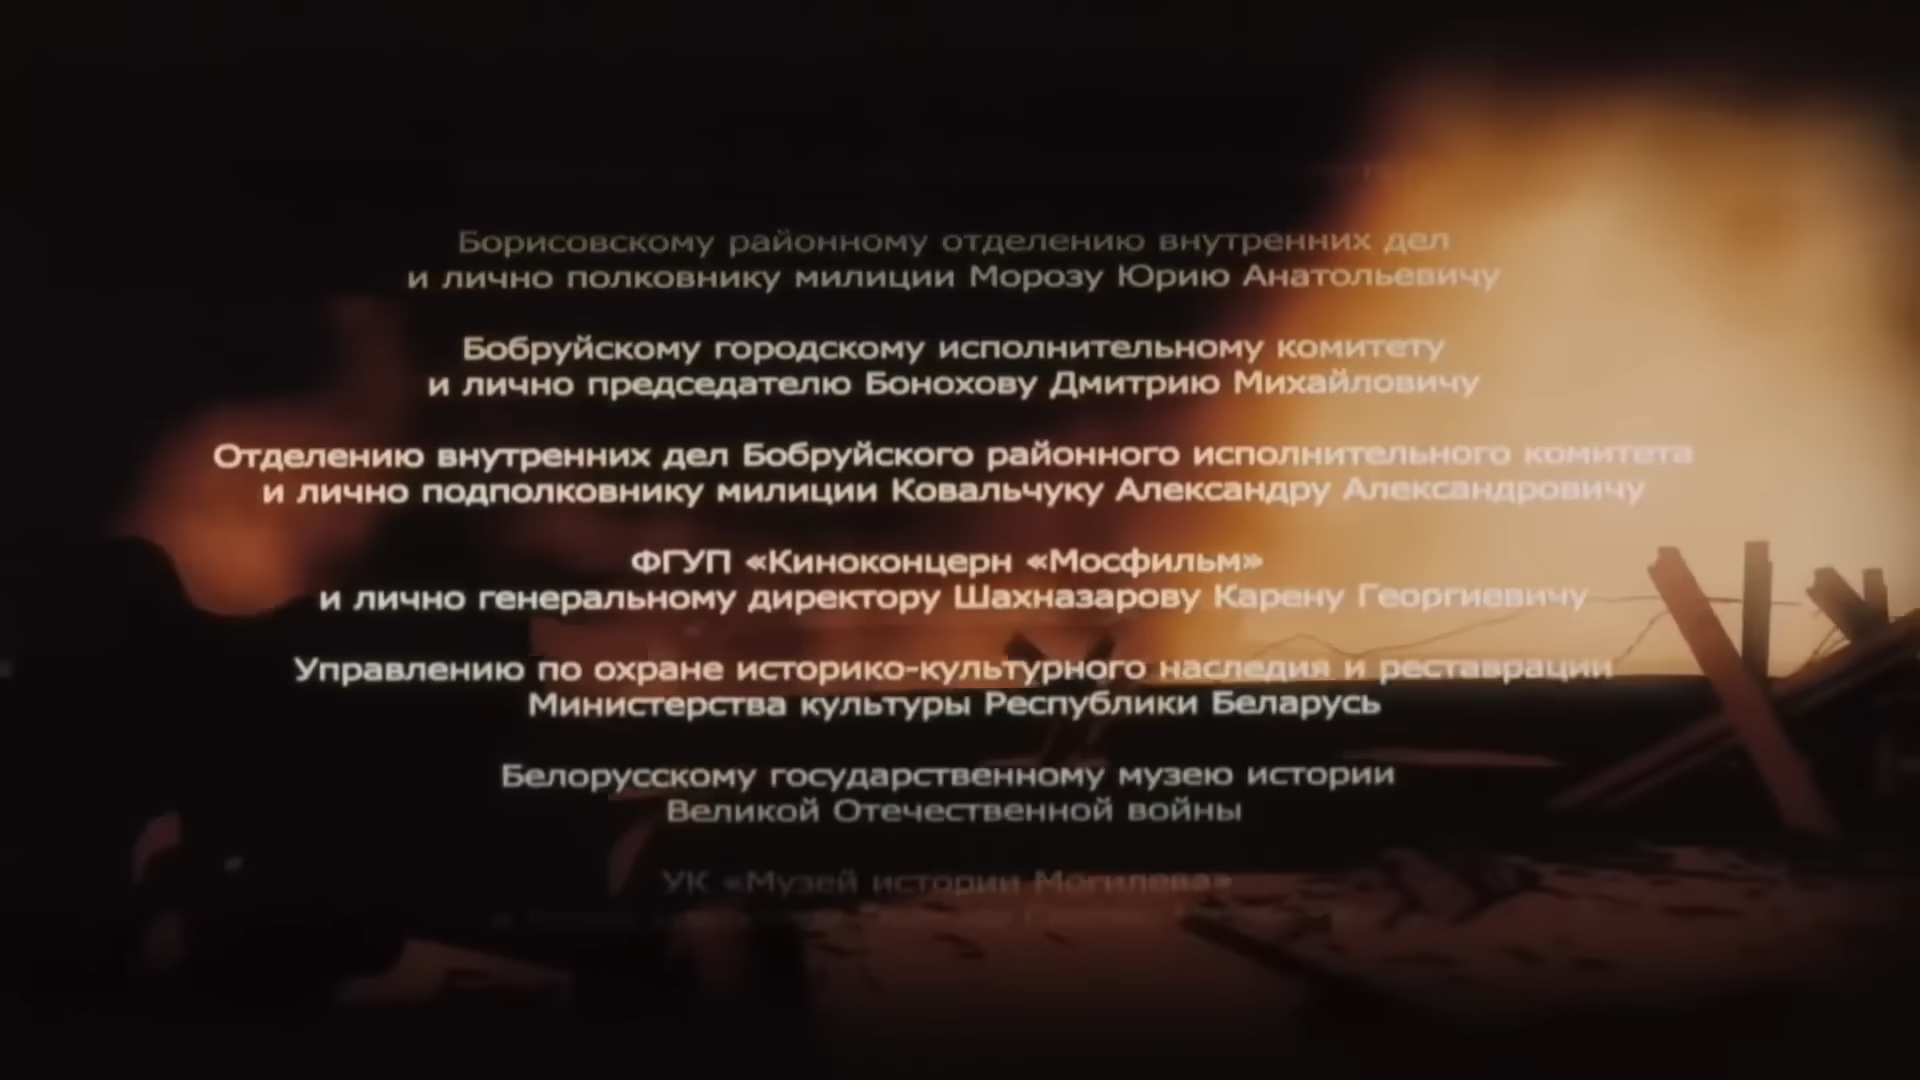 Борисовскому районному отделению внутренних дел
и лично полковнику милиции Морозу Юрию Анатольевичу
Бобруйскому городскому исполнительному комитету
и лично председателю Бонохову Дмитрию Михайловичу
Отделению внутренних дел Бобруйского районного исполнительного комитета
и лично подполковнику милиции Ковальчуку Александру Александровичу
ФГУП «Киноконцерн «Мосфильм»
и лично генеральному директору Шахназарову Карену Георгиевичу
Управлению по охране историко-культурного наследия и реставрации
Министерства культуры Республики Беларусь
Белорусскому государственному музею истории
Великой Отечественной войны
УК «Музей истории Могилева»